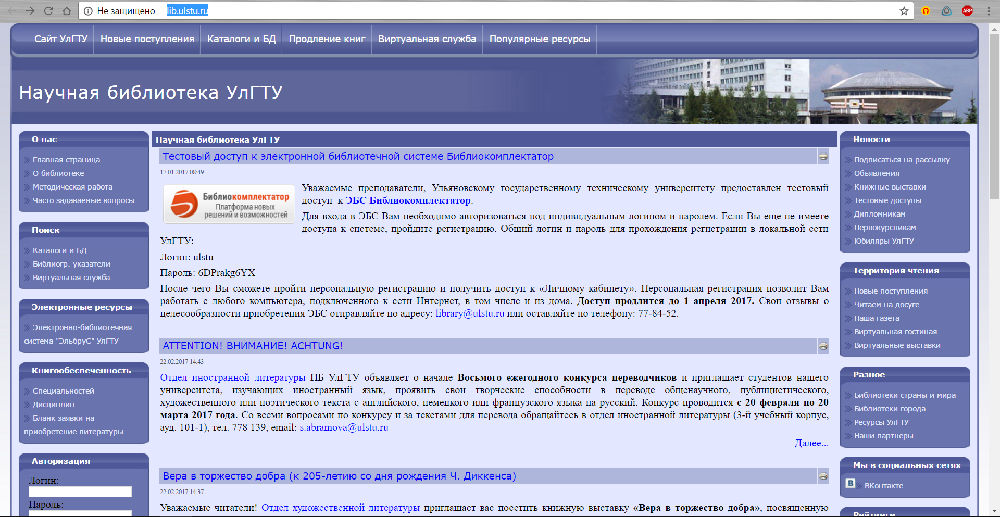 Не защищено | lib.ulstu.ru
ABP
Сайт УлГТУ
Новые поступления
Каталоги и БД
Продление книг
Виртуальная служба
Популярные ресурсы
Научная библиотека УлГТУ
О нас
Главная страница
О библиотеке
Методическая работа
Часто задаваемые вопросы
Поиск
Каталоги и БД
Библиогр. указатели
Виртуальная служба
Электронные ресурсы
Электронно-библиотечная
система "ЭльбруС" УлГТУ
Книгообеспеченность
Специальностей
Дисциплин
Бланк заявки на
приобретение литературы
Авторизация
Логин:
Пароль:
Научная библиотека УлГТУ
Тестовый доступ к электронной библиотечной системе Библиокомплектатор
17.01.2017 08:49
Библиокомплектатор
Платформа новых
решений и возможностей
Уважаемые преподаватели, Ульяновскому государственному техническому университету предоставлен тестовый
доступ к ЭБС Библиокомплектатор.
Для входа в ЭБС Вам необходимо авторизоваться под индивидуальным логином и паролем. Если Вы еще не имеете
доступа к системе, пройдите регистрацию. Общий логин и пароль для прохождения регистрации в локальной сети
УлГТУ:
Логин: ulstu
Пароль: 6DPrakg6YX
После чего Вы сможете пройти персональную регистрацию и получить доступ к «Личному кабинету». Персональная регистрация позволит Вам
работать с любого компьютера, подключенного к сети Интернет, в том числе и из дома. Доступ продлится до 1 апреля 2017. Свои отзывы о
целесообразности приобретения ЭБС отправляйте по адресу: library@ulstu.ru или оставляйте по телефону: 77-84-52.
ATTENTION! ВНИМАНИЕ! ACHTUNG!
22.02.2017 14:43
Отдел иностранной литературы НБ УлГТУ объявляет о начале Восьмого ежегодного конкурса переводчиков и приглашает студентов нашего
университета, изучающих иностранный язык, проявить свои творческие способности в переводе общенаучного, публицистического,
художественного или поэтического текста с английского, немецкого или французского языка на русский. Конкурс проводится с 20 февраля по 20
марта 2017 года. Со всеми вопросами по конкурсу и за текстами для перевода обращайтесь в отдел иностранной литературы (3-й учебный корпус,
ауд. 101-1), тел. 778 139, email: s.abramova@ulstu.ru
Далее...
Вера в торжество добра (к 205-летию со дня рождения Ч. Диккенса)
22.02.2017 14:37
Уважаемые читатели! Отдел художественной литературы приглашает вас посетить книжную выставку «Вера в торжество добра», посвященную
Новости
Подписаться на рассылку
Объявления
Книжные выставки
Тестовые доступы
Дипломникам
Первокурсникам
Юбиляры УлГТУ
Территория чтения
Новые поступления
Читаем на досуге
Наша газета
Виртуальная гостиная
Виртуальные выставки
Разное
Библиотеки страны и мира
Библиотеки города
Ресурсы УлГТУ
Наши партнеры
Мы в социальных сетях
В ВКонтакте
Рейтинги